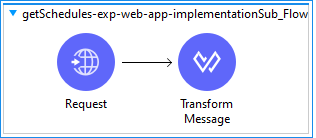 getSchedules-exp-web-app-implementationSub_Flow
Request
Transform
Message